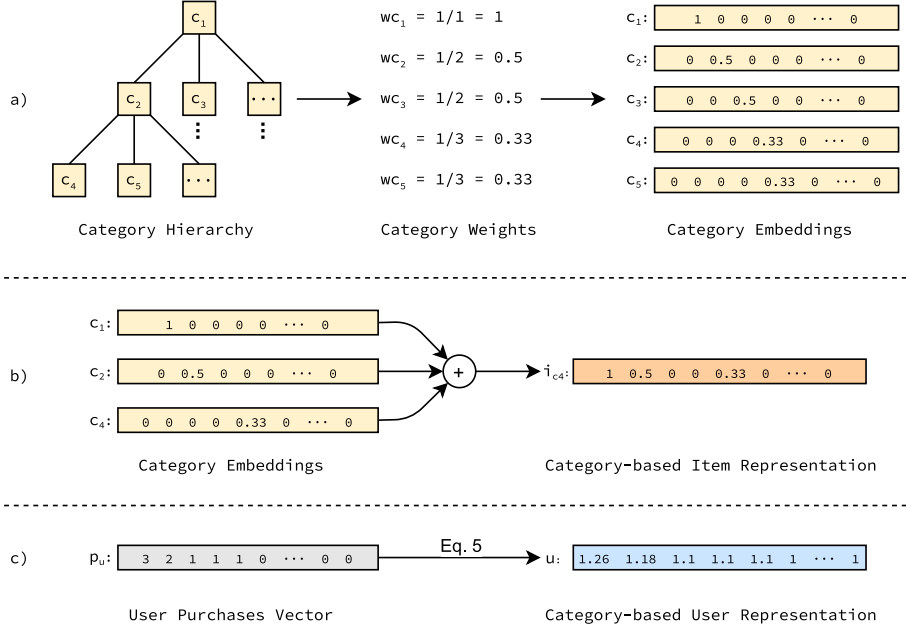 a)
c1
c2
c3
···
c4
c5
···
Category Hierarchy
wc1 = 1/1 = 1
wc2 = 1/2 = 0.5
wc3 = 1/2 = 0.5
wc4 = 1/3 = 0.33
wc5 = 1/3 = 0.33
Category Weights
c1: 1 0 0 0 0 ··· 0
c2: 0 0.5 0 0 0 ··· 0
c3: 0 0 0.5 0 0 ··· 0
c4: 0 0 0 0.33 0 ··· 0
c5: 0 0 0 0 0.33 0 ··· 0
Category Embeddings
b)
c1: 1 0 0 0 0 ··· 0
c2: 0 0.5 0 0 0 ··· 0
c4: 0 0 0 0 0.33 0 ··· 0
+
Category Embeddings
ic4: 1 0.5 0 0 0.33 0 ··· 0
Category-based Item Representation
c)
pu: 3 2 1 1 1 0 ··· 0 0
User Purchases Vector
Eq. 5
u: 1.26 1.18 1.1 1.1 1.1 1 ··· 1
Category-based User Representation